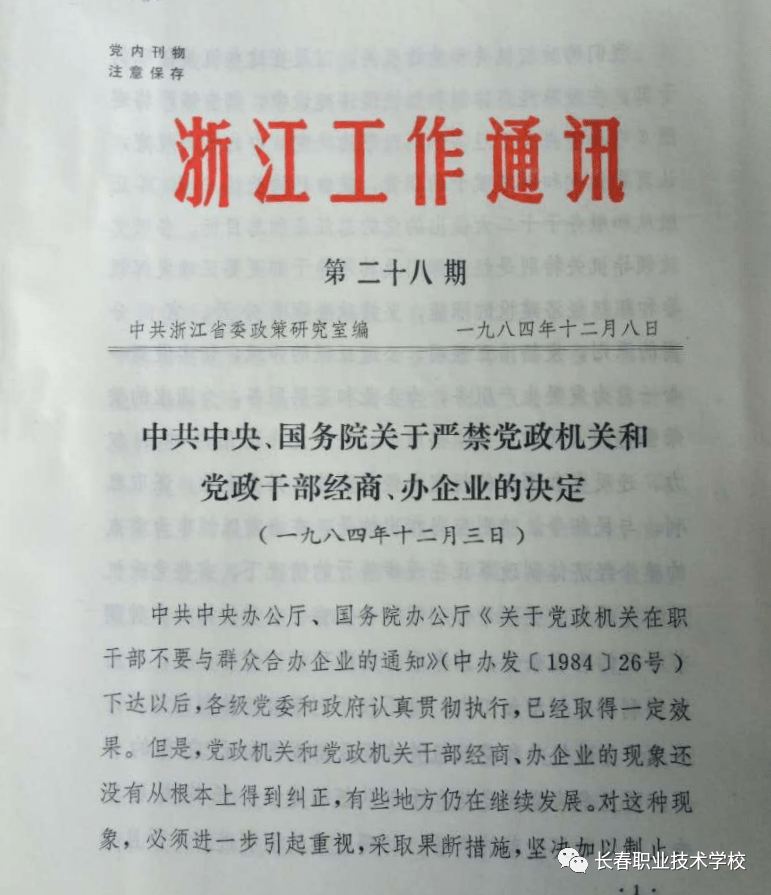 党内刊物
注意保存
浙江工作通讯
第二十八期
中共浙江省委政策研究室编 一九八四年十二月八日
中共中央、国务院关于严禁党政机关和
党政干部经商、办企业的决定
(一九八四年十二月三日)
中共中央办公厅、国务院办公厅《关于党政机关在职
干部不要与群众合办企业的通知》(中办发〔1984〕26号)
下达以后,各级党委和政府认真贯彻执行,已经取得一定效
果。但是,党政机关和党政机关干部经商、办企业的现象还
没有从根本上得到纠正,有些地方仍在继续发展。对这种现
象,必须进一步引起重视,采取果断措施,坚决加以制止。
长春职业技术学校
· 1 ·